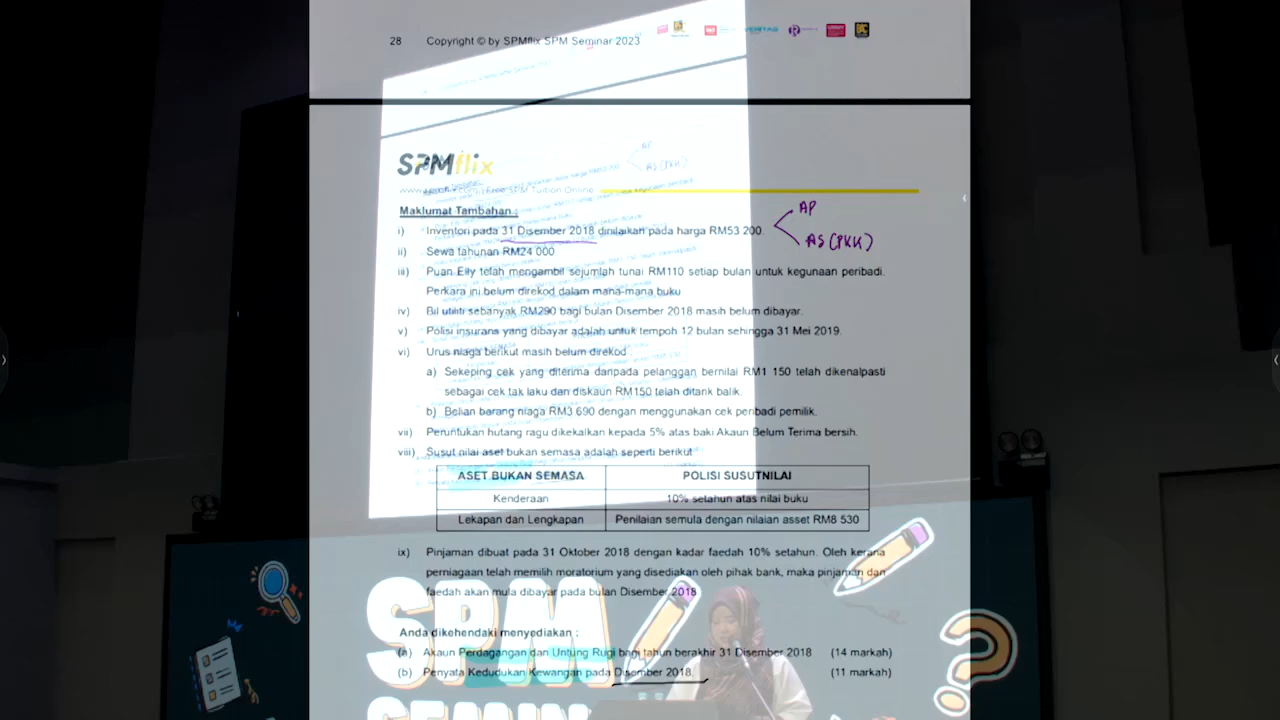 28 Copyright © by SPMflix SPM Seminar 2023
SPMflix
Free SPM Tuition Online
Maklumat Tambahan :
i) Inventori pada 31 Disember 2018 dinilaikan pada harga RM53 200.
AP
AS (PKK)
ii) Sewa tahunan RM24 000
iii) Puan Elly telah mengambil sejumlah tunai RM110 setiap bulan untuk kegunaan peribadi.
Perkara ini belum direkod dalam mana-mana buku
iv) Bil utiliti sebanyak RM290 bagi bulan Disember 2018 masih belum dibayar.
v) Polisi insurans yang dibayar adalah untuk tempoh 12 bulan sehingga 31 Mei 2019.
vi) Urus niaga berikut masih belum direkod :
a) Sekeping cek yang diterima daripada pelanggan bernilai RM1 150 telah dikenalpasti
sebagai cek tak laku dan diskaun RM150 telah ditarik balik.
b) Belian barang niaga RM3 690 dengan menggunakan cek peribadi pemilik.
vii) Peruntukan hutang ragu dikekalkan kepada 5% atas baki Akaun Belum Terima bersih.
viii) Susut nilai aset bukan semasa adalah seperti berikut
ASET BUKAN SEMASA POLISI SUSUTNILAI
Kenderaan 10% setahun atas nilai buku
Lekapan dan Lengkapan Penilaian semula dengan nilaian asset RM8 530
ix) Pinjaman dibuat pada 31 Oktober 2018 dengan kadar faedah 10% setahun. Oleh kerana
perniagaan telah memilih moratorium yang disediakan oleh pihak bank, maka pinjaman dan
faedah akan mula dibayar pada bulan Disember 2018
Anda dikehendaki menyediakan :
(a) Akaun Perdagangan dan Untung Rugi bagi tahun berakhir 31 Disember 2018 (14 markah)
(b) Penyata Kedudukan Kewangan pada Disember 2018. (11 markah)
SPM